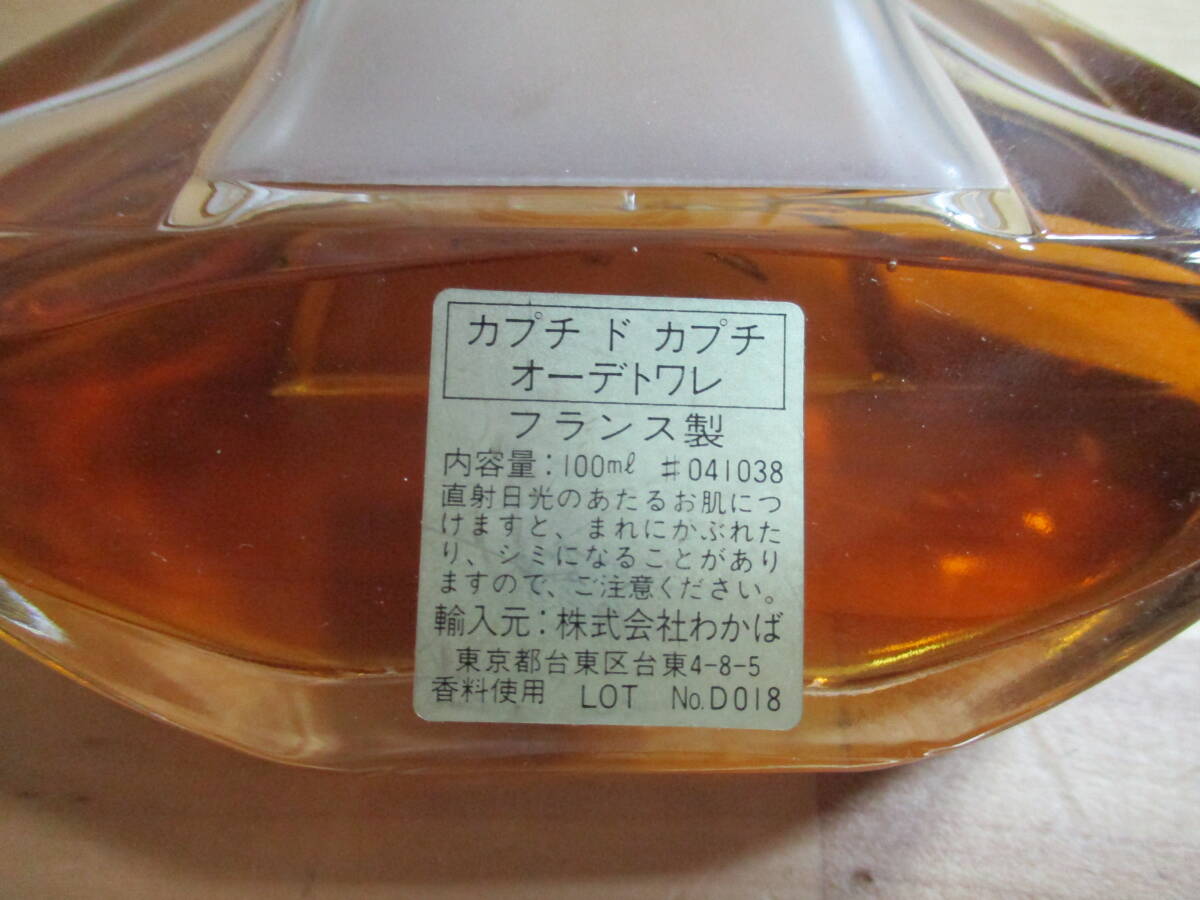 カプチ ド カプチ
オーデトワレ
フランス製
内容量：100mℓ ♯041038
直射日光のあたるお肌につ
けますと、まれにかぶれた
り、シミになることがあり
ますので、ご注意ください。
輸入元：株式会社わかば
東京都台東区台東4-8-5
香料使用 LOT No.D018